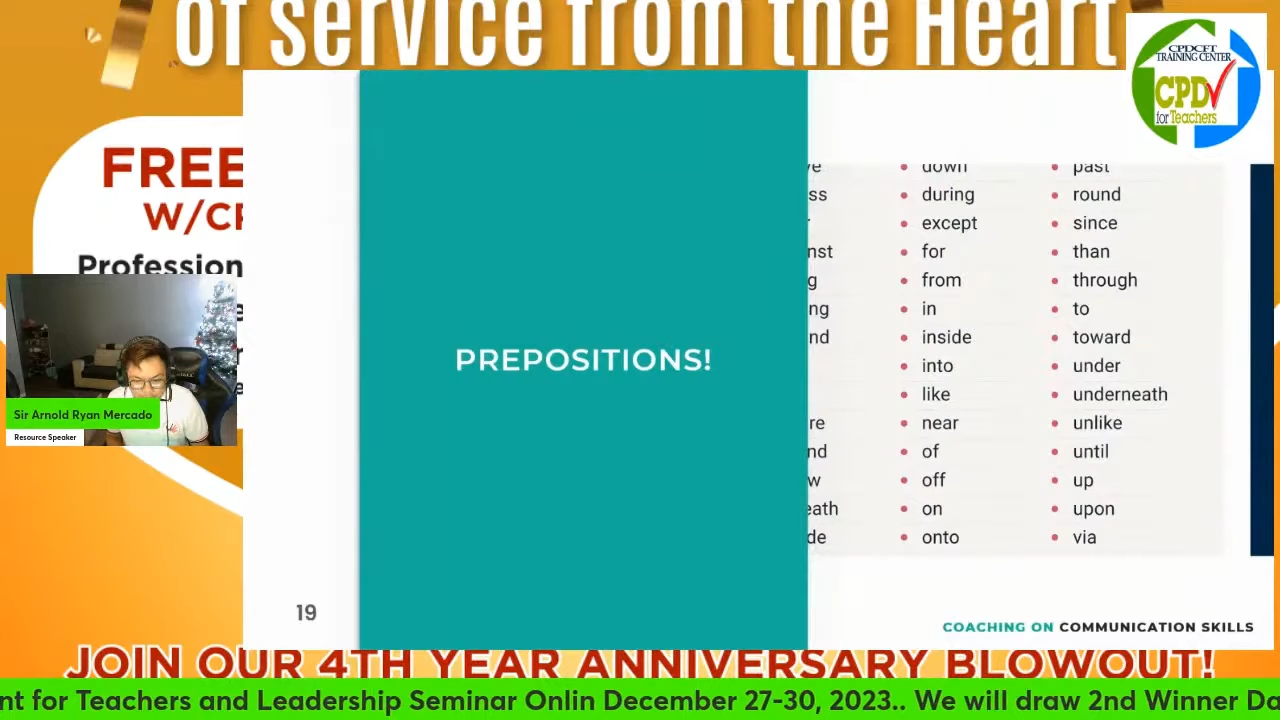 of service from the Heart
CPDCFT
TRAINING CENTER
CPD
for Teachers
FREE
W/CP
Profession
Sir Arnold Ryan Mercado
Resource Speaker
PREPOSITIONS!
down
during
except
for
from
in
inside
into
like
near
of
off
on
onto
past
round
since
than
through
to
toward
under
underneath
unlike
until
up
upon
via
19
COACHING ON COMMUNICATION SKILLS
JOIN OUR 4TH YEAR ANNIVERSARY BLOWOUT!
nt for Teachers and Leadership Seminar Onlin December 27-30, 2023.. We will draw 2nd Winner Da